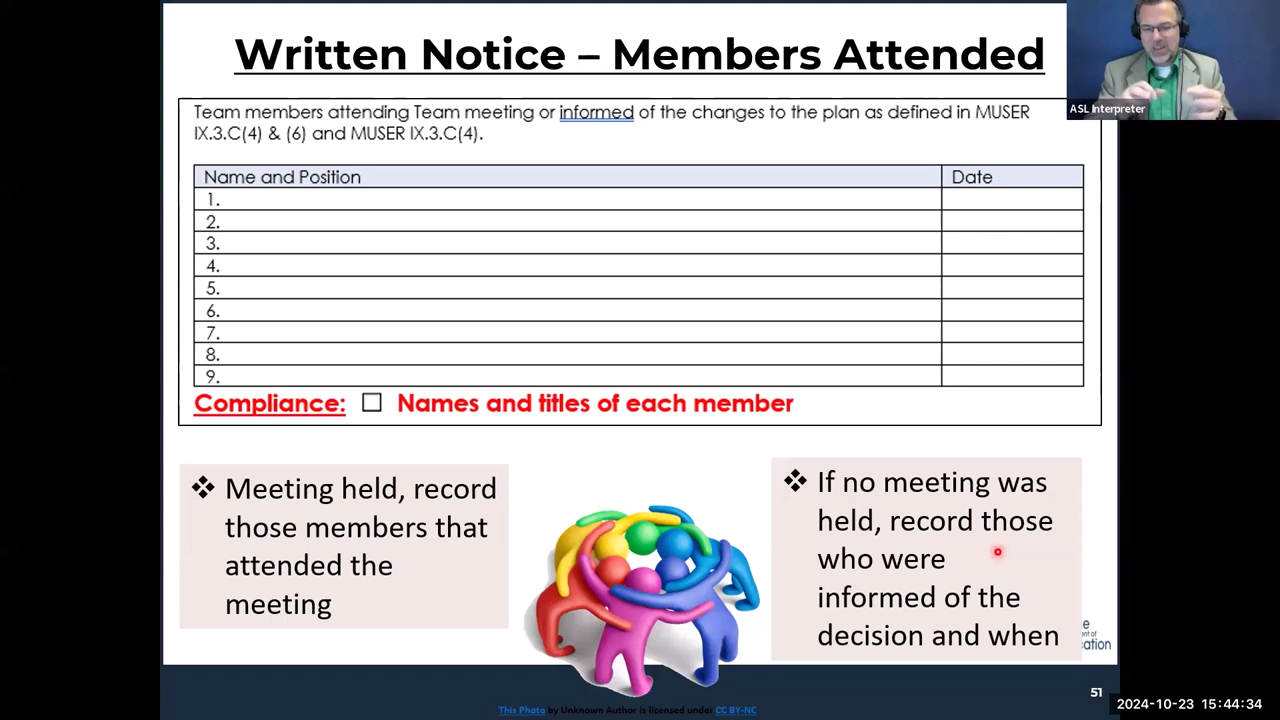 Written Notice – Members Attended
ASL Interpreter
Team members attending Team meeting or informed of the changes to the plan as defined in MUSER
IX.3.C(4) & (6) and MUSER IX.3.C(4).
Name and Position Date
1.
2.
3.
4.
5.
6.
7.
8.
9.
Compliance: ☐ Names and titles of each member
❖ Meeting held, record
those members that
attended the
meeting
❖ If no meeting was
held, record those
who were
informed of the
decision and when
51
This Photo by Unknown Author is licensed under CC BY-NC
2024-10-23 15:44:34